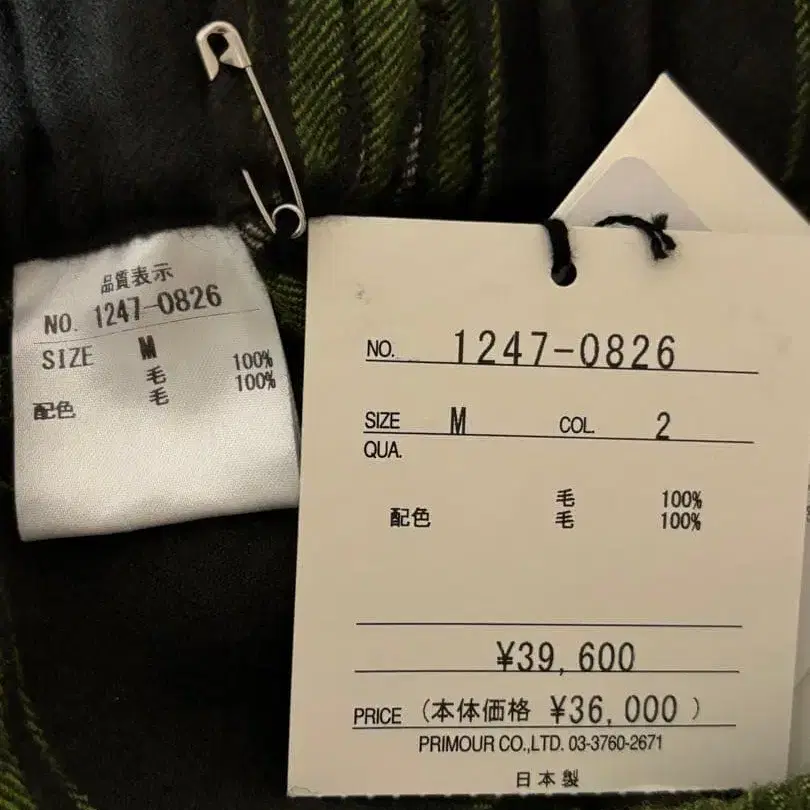 品質表示
NO. 1247-0826
SIZE M
毛 100%
配色 毛 100%
NO. 1247-0826
SIZE M COL. 2
QUA.
毛 100%
配色 毛 100%
¥39,600
PRICE (本体価格 ¥36,000)
PRIMOUR CO.,LTD. 03-3760-2671
日本製